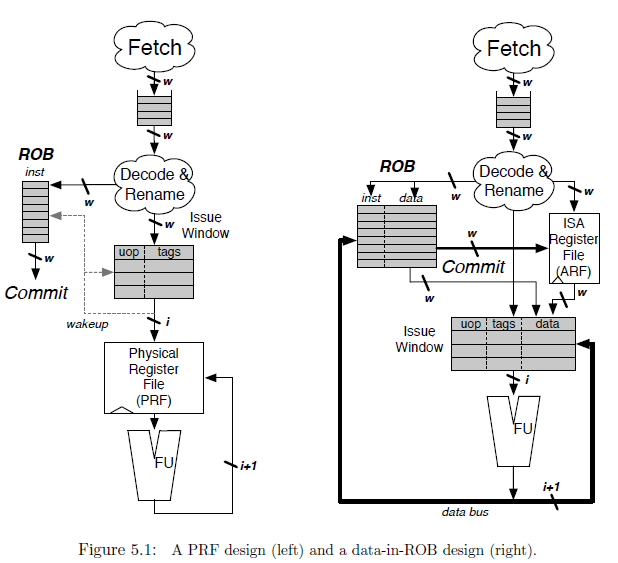 Fetch
w
w
ROB
inst
Decode &
Rename
w
w
Issue
Window
uop tags
w
Commit
wakeup
i
Physical
Register
File
(PRF)
FU
i+1
Fetch
w
w
ROB
inst data
Decode &
Rename
w
w
ISA
Register
File
(ARF)
w
Commit
w
w
Issue
Window
uop tags data
i
FU
i+1
data bus
Figure 5.1: A PRF design (left) and a data-in-ROB design (right).